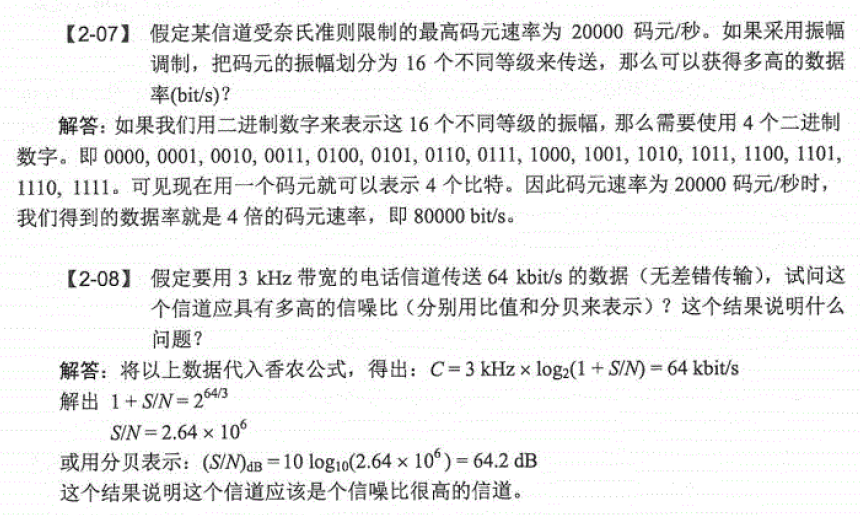 【2-07】 假定某信道受奈氏准则限制的最高码元速率为 20000 码元/秒。如果采用振幅
调制，把码元的振幅划分为 16 个不同等级来传送，那么可以获得多高的数据
率(bit/s)？
解答：如果我们用二进制数字来表示这 16 个不同等级的振幅，那么需要使用 4 个二进制
数字。即 0000, 0001, 0010, 0011, 0100, 0101, 0110, 0111, 1000, 1001, 1010, 1011, 1100, 1101,
1110, 1111。可见现在用一个码元就可以表示 4 个比特。因此码元速率为 20000 码元/秒时，
我们得到的数据率就是 4 倍的码元速率，即 80000 bit/s。
【2-08】 假定要用 3 kHz 带宽的电话信道传送 64 kbit/s 的数据（无差错传输），试问这
个信道应具有多高的信噪比（分别用比值和分贝来表示）？这个结果说明什么
问题？
解答：将以上数据代入香农公式，得出：C = 3 kHz × log₂(1 + S/N) = 64 kbit/s
解出 1 + S/N = 2^{64/3}
S/N = 2.64 × 10⁶
或用分贝表示：(S/N)dB = 10 log₁₀(2.64 × 10⁶) = 64.2 dB
这个结果说明这个信道应该是个信噪比很高的信道。